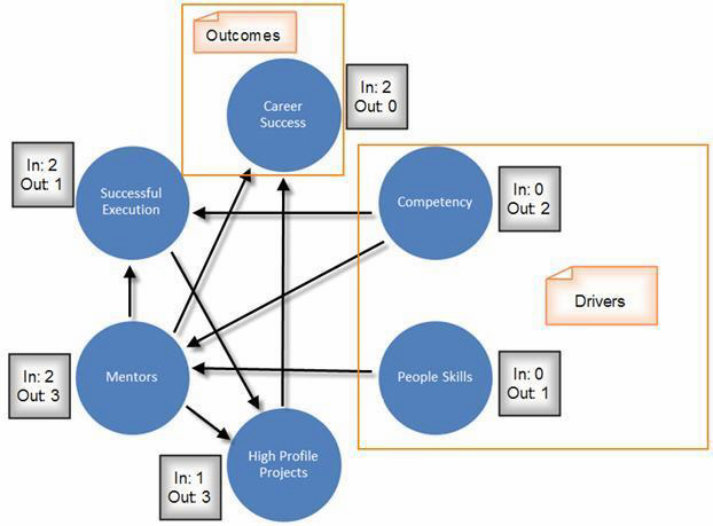 Outcomes
Career
Success
In: 2
Out: 0
In: 2
Out: 1
Successful
Execution
Competency
In: 0
Out: 2
Drivers
In: 2
Out: 3
Mentors
People Skills
In: 0
Out: 1
High Profile
Projects
In: 1
Out: 3